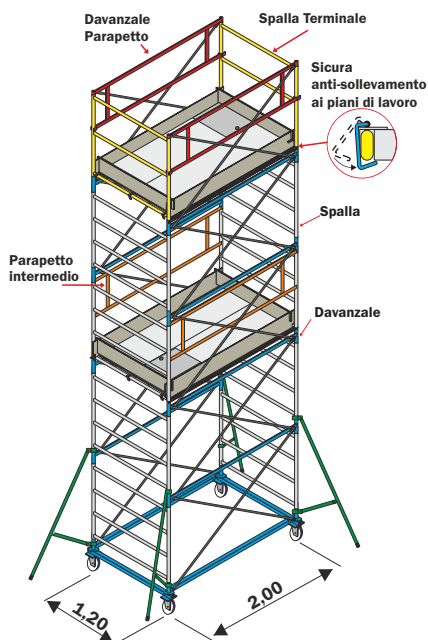 Davanzale
Parapetto
Spalla Terminale
Sicura
anti-sollevamento
ai piani di lavoro
Spalla
Parapetto
intermedio
Davanzale
1,20
2,00